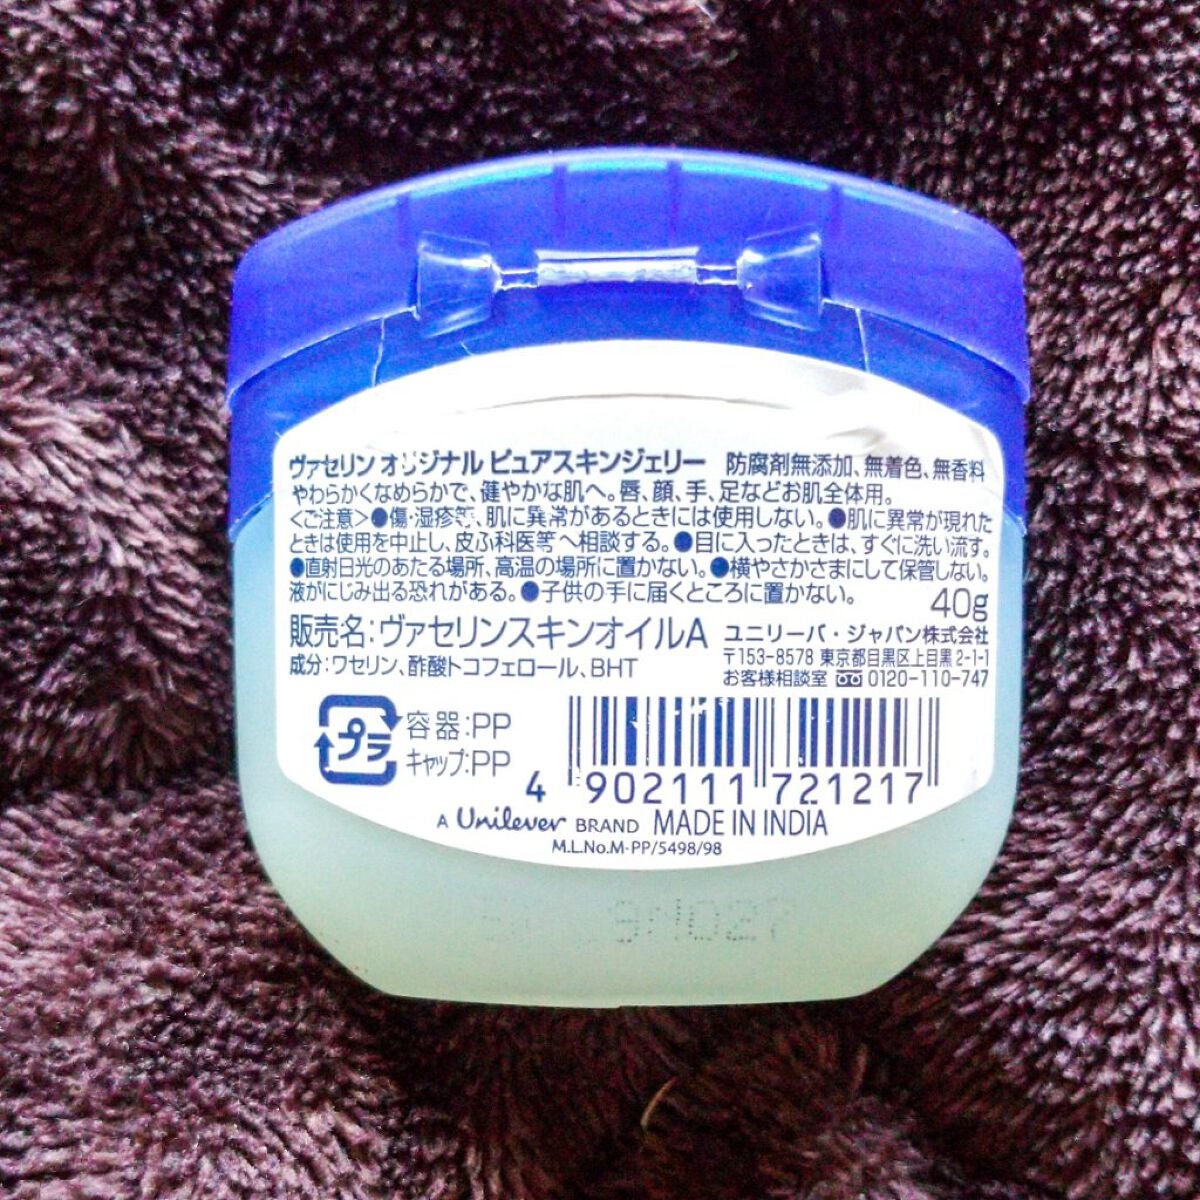 ヴァセリン オリジナル ピュアスキンジェリー 防腐剤無添加、無着色、無香料
やわらかくなめらかで、健やかな肌へ。唇、顔、手、足などお肌全体用。
<ご注意>●傷・湿疹等、肌に異常があるときには使用しない。●肌に異常が現れた
ときは使用を中止し、皮ふ科医等へ相談する。●目に入ったときは、すぐに洗い流す。
●直射日光のあたる場所、高温の場所に置かない。●横やさかさまにして保管しない。
液がにじみ出る恐れがある。●子供の手に届くところに置かない。 40g
販売名:ヴァセリンスキンオイルA
成分:ワセリン、酢酸トコフェロール、BHT
ユニリーバ・ジャパン株式会社
〒153-8578 東京都目黒区上目黒2-1-1
お客様相談室 0120-110-747
プラ
容器:PP
キャップ:PP
4 902111 721217
A Unilever BRAND MADE IN INDIA
M.L.No.M-PP/5498/98